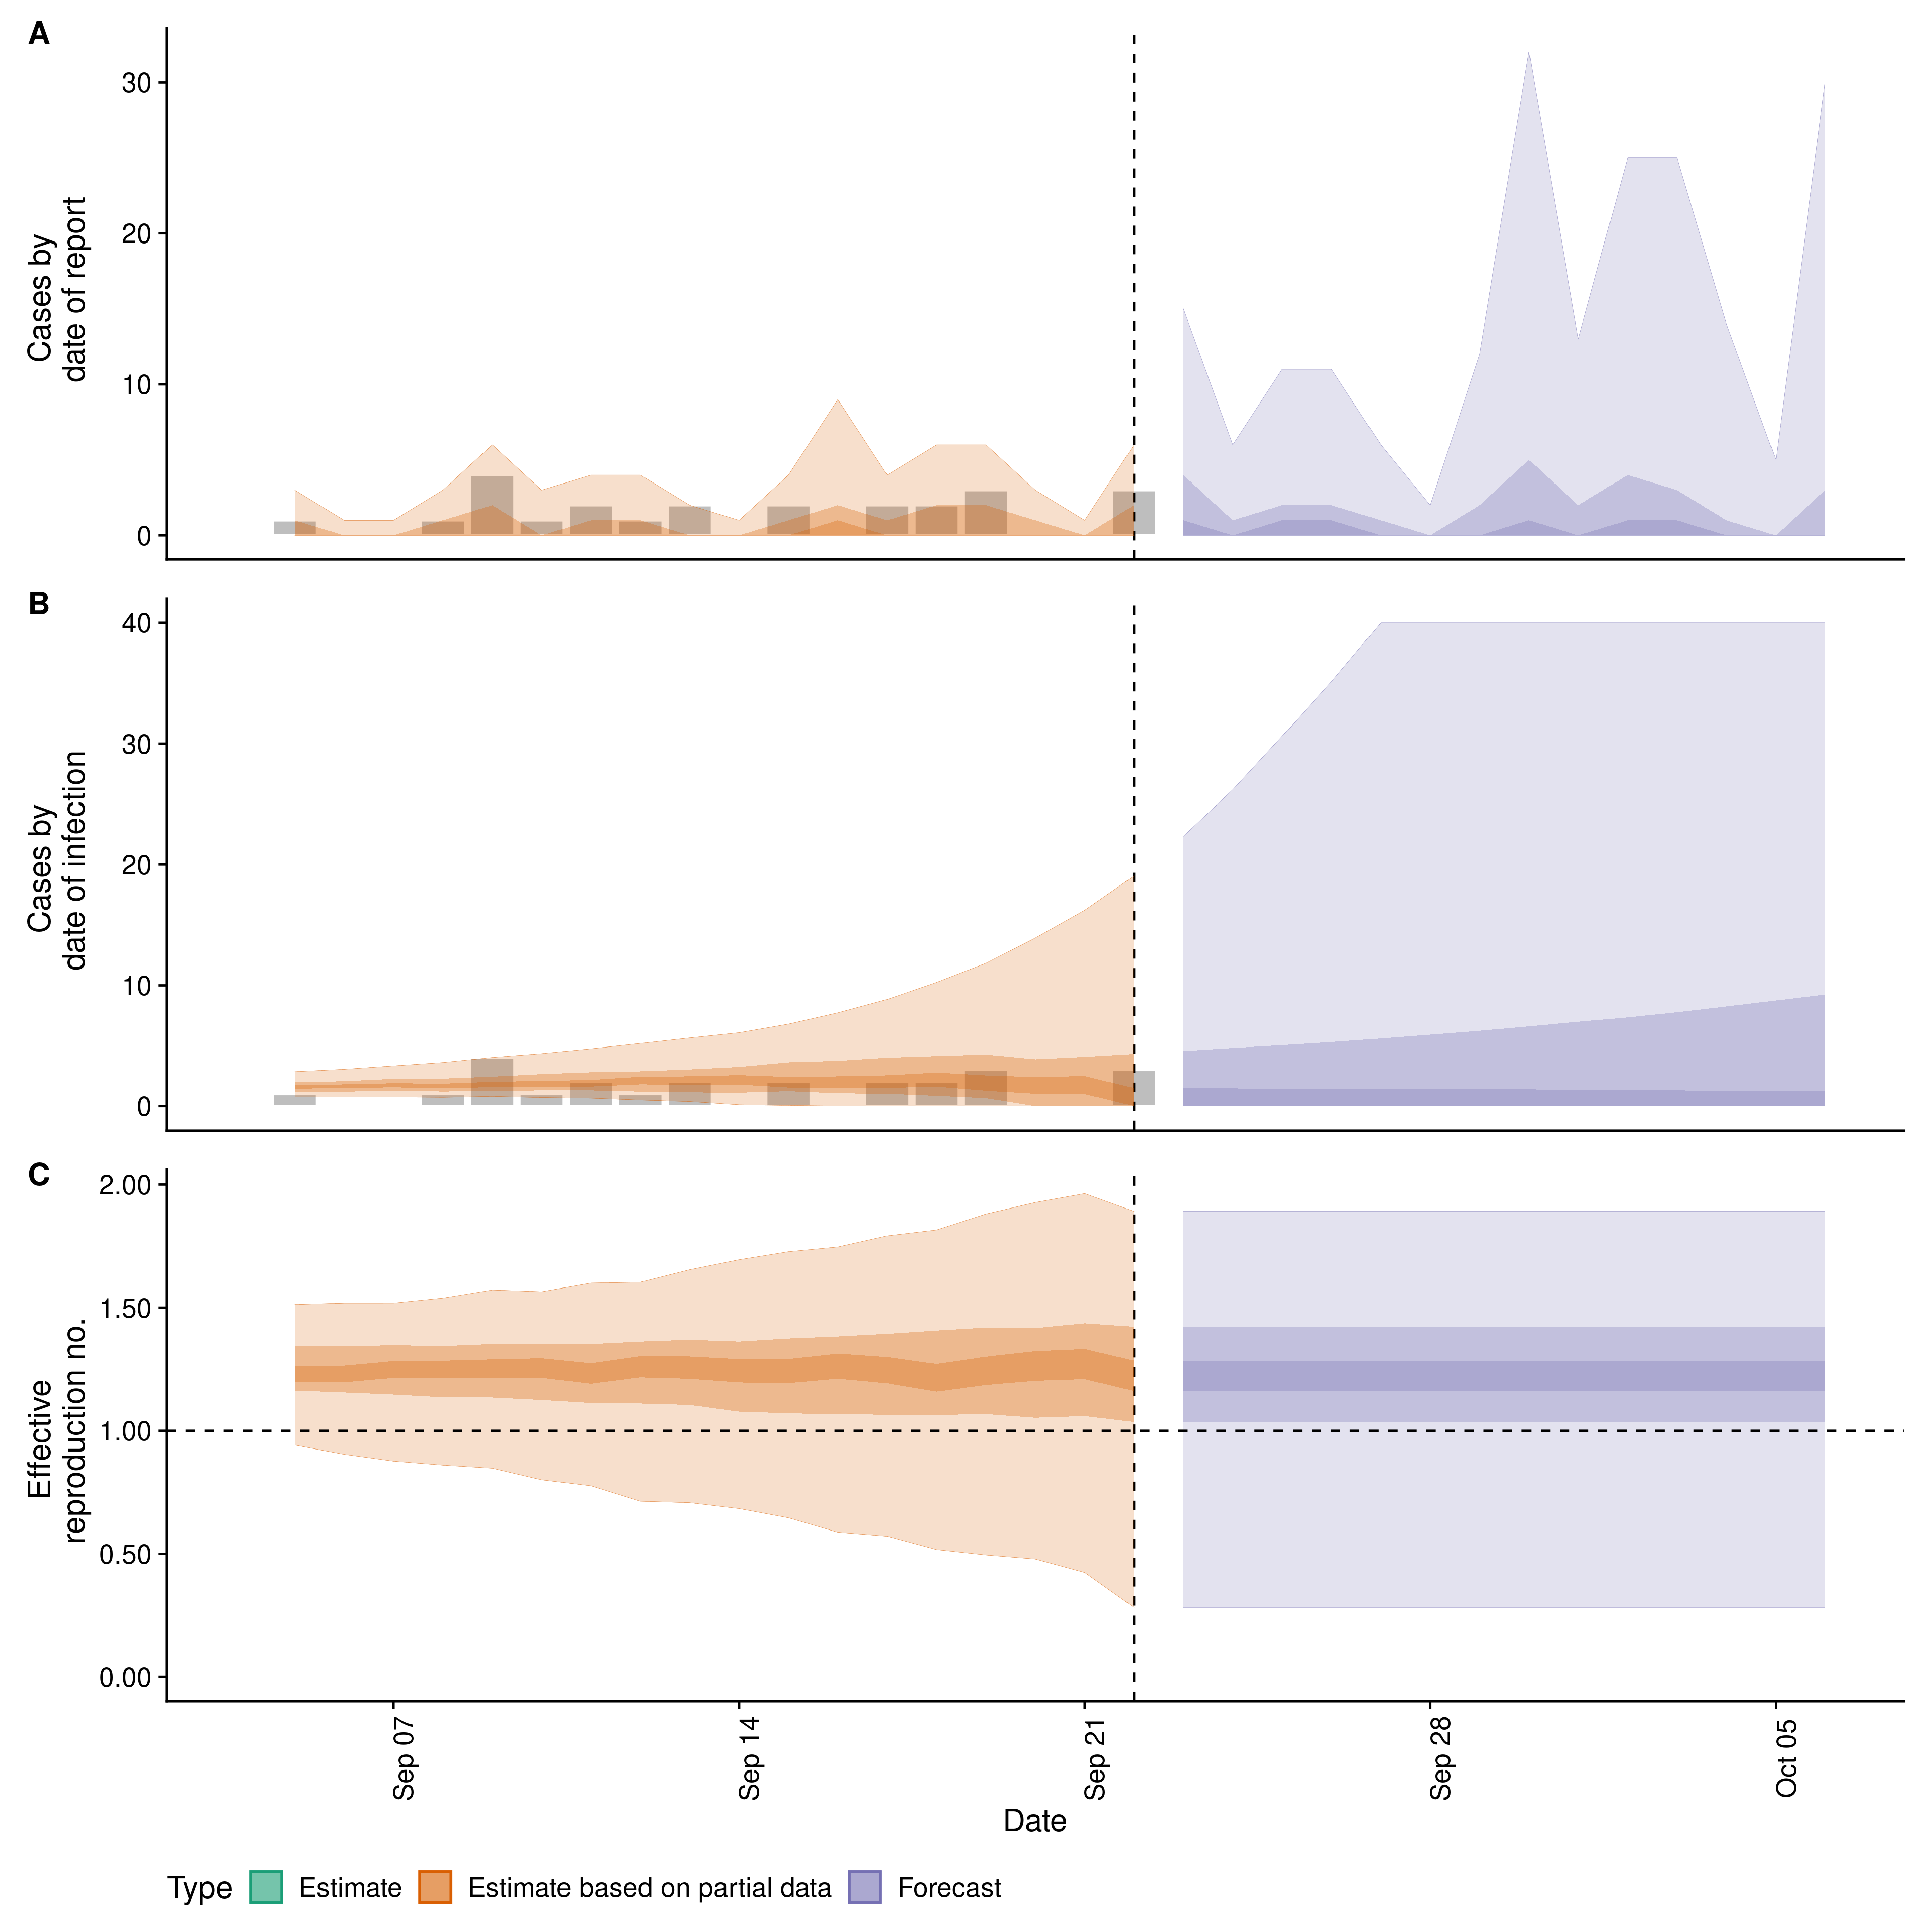 A
Cases by
date of report
30
20
10
0
B
Cases by
date of infection
40
30
20
10
0
C
Effective
reproduction no.
2.00
1.50
1.00
0.50
0.00
Sep 07
Sep 14
Sep 21
Sep 28
Oct 05
Date
Type Estimate Estimate based on partial data Forecast